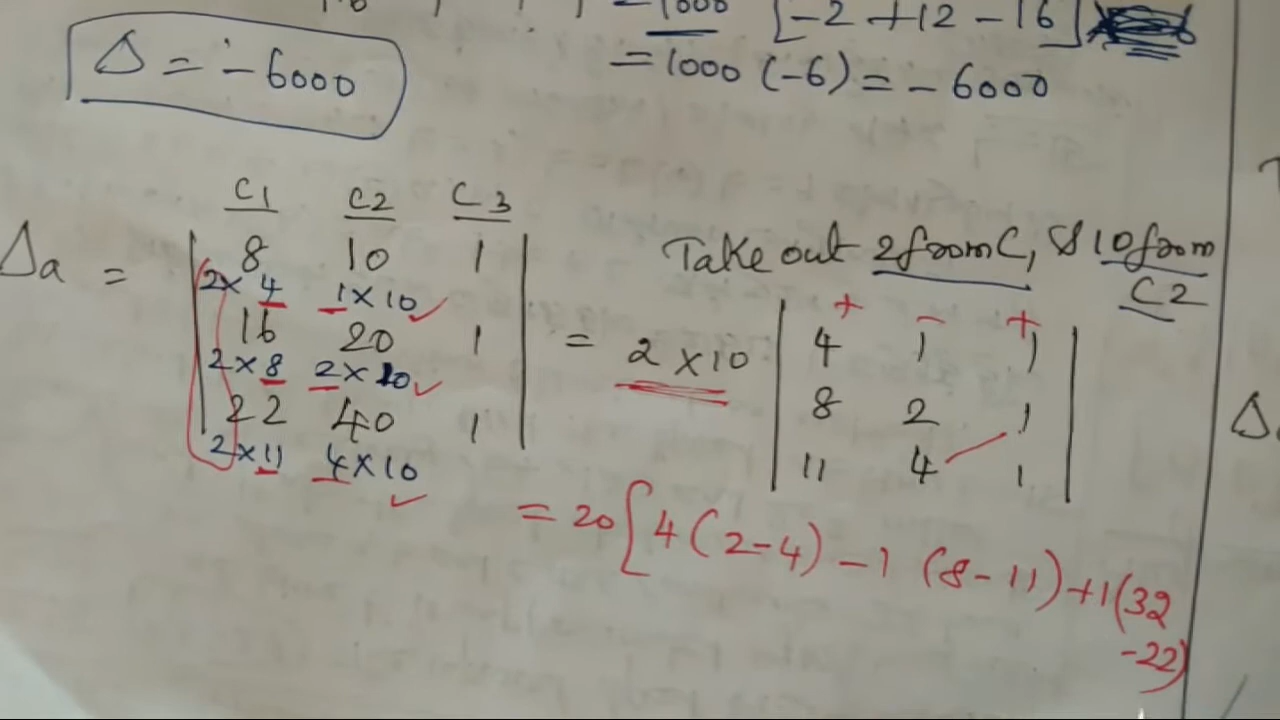 = 1000 [-2 +12 -16]
Δ = -6000
= 1000 (-6) = - 6000
C1 C2 C3
Δa = | 8 10 1 |
2× 4 1×10
16 20 1
2×8 2×10
22 40 1
2×11 4×10
Take out 2 from C, & 10 from
C2
+ - +
= 2 ×10 | 4 1 1 |
8 2 1
11 4 1
= 20 [4(2-4) -1 (8-11)+1(32
-22)